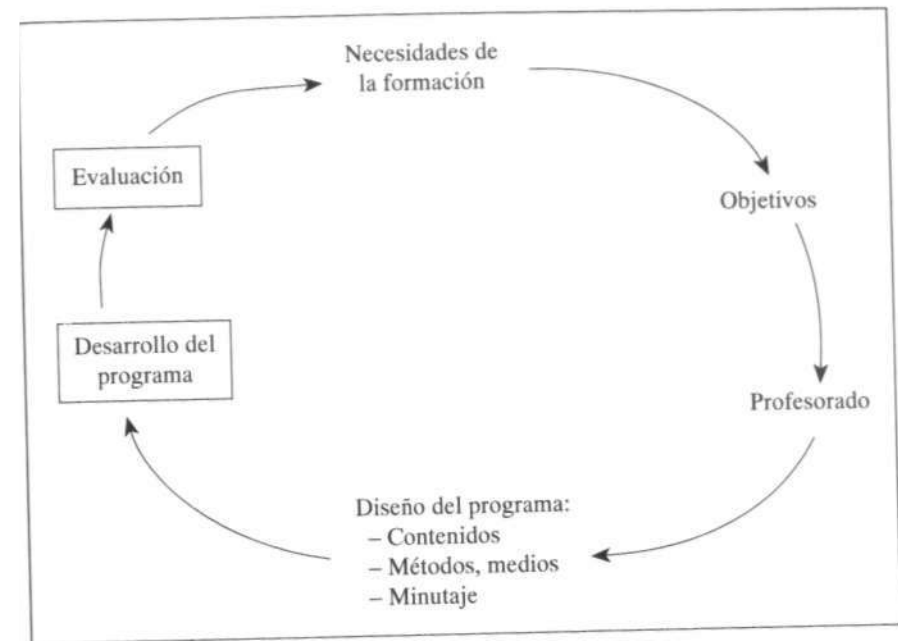 Necesidades de
la formación
Objetivos
Profesorado
Diseño del programa:
– Contenidos
– Métodos, medios
– Minutaje
Desarrollo del
programa
Evaluación